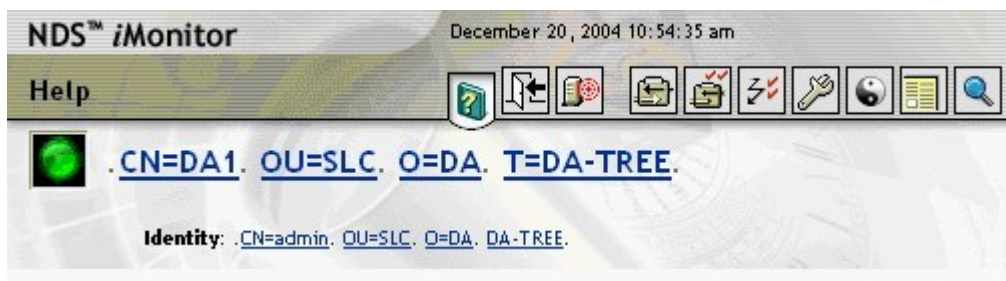 NDS™ iMonitor December 20, 2004 10:54:35 am
Help
.CN=DA1. OU=SLC. O=DA. T=DA-TREE.
Identity: .CN=admin. OU=SLC. O=DA. DA-TREE.